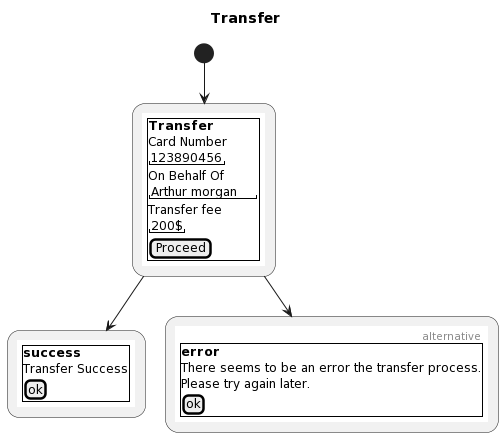 Transfer
Transfer
Card Number
123890456
On Behalf Of
Arthur morgan
Transfer fee
200$
Proceed
success
Transfer Success
ok
alternative
error
There seems to be an error the transfer process.
Please try again later.
ok